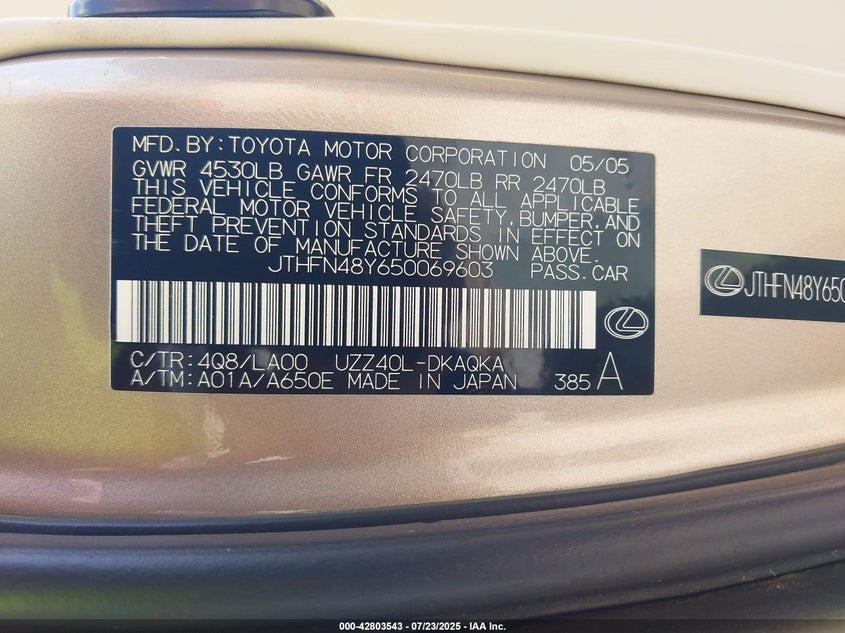 MFD. BY: TOYOTA MOTOR CORPORATION 05/05
GVWR 4530LB GAWR FR 2470LB RR 2470LB
THIS VEHICLE CONFORMS TO ALL APPLICABLE
FEDERAL MOTOR VEHICLE SAFETY, BUMPER, AND
THEFT PREVENTION STANDARDS IN EFFECT ON
THE DATE OF MANUFACTURE SHOWN ABOVE.
JTHFN48Y650069603 PASS.CAR
JTHFN48Y650
C/TR: 4Q8/LA00 UZZ40L-DKAQKA
A/TM: A01A/A650E MADE IN JAPAN 385 A
000-42803543 / 07/23/2025 - IAA Inc.